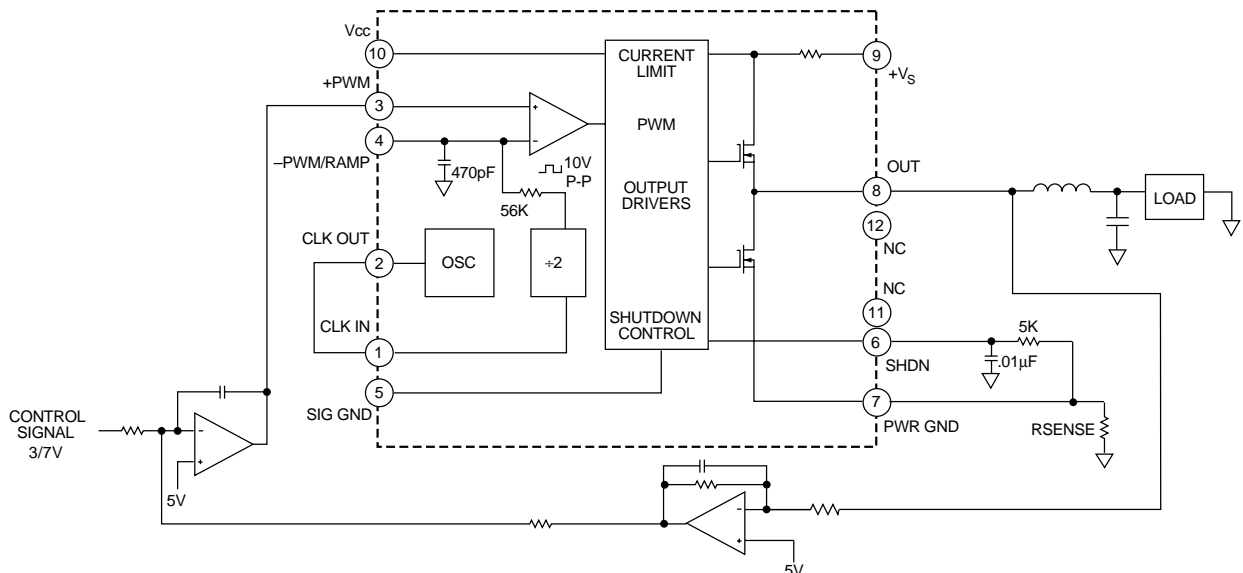 Vcc
10
+PWM
3
4
–PWM/RAMP
470pF
56K
10V
P-P
CLK OUT
2
OSC
÷2
CLK IN
1
5
SIG GND
CURRENT
LIMIT
PWM
OUTPUT
DRIVERS
SHUTDOWN
CONTROL
9
+VS
OUT
8
12
NC
NC
11
6
SHDN
5K
.01µF
7
PWR GND
RSENSE
LOAD
CONTROL
SIGNAL
3/7V
+
–
–
+
5V
–
+
5V